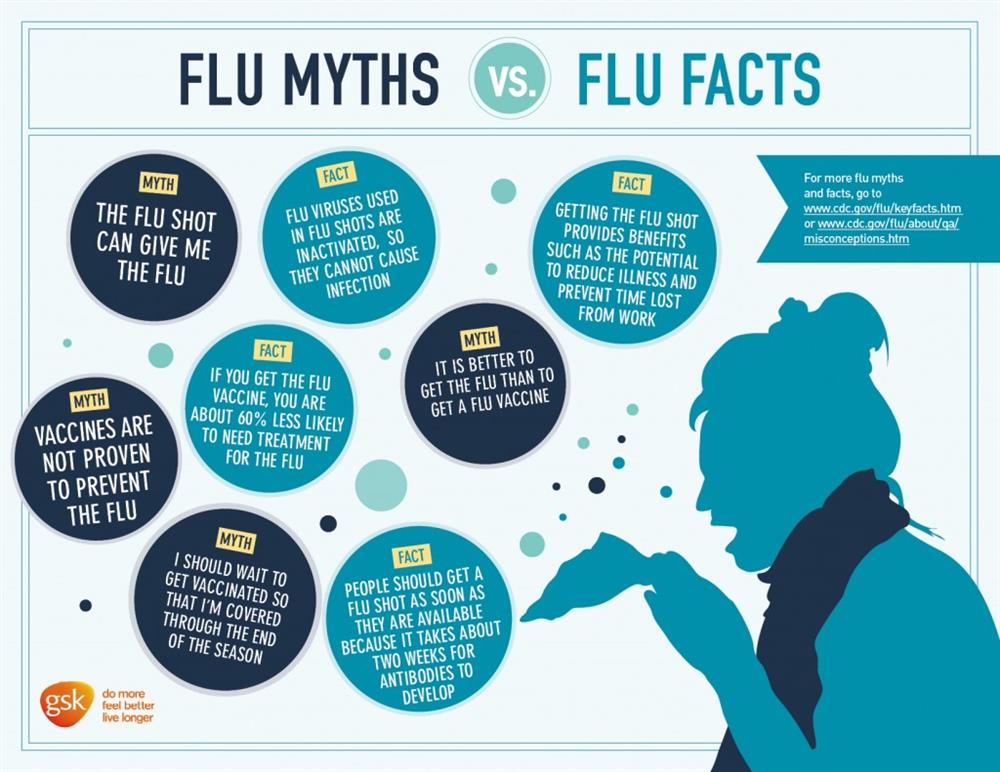 FLU MYTHS VS. FLU FACTS
MYTH
THE FLU SHOT
CAN GIVE ME
THE FLU
FACT
FLU VIRUSES USED
IN FLU SHOTS ARE
INACTIVATED, SO
THEY CANNOT CAUSE
INFECTION
FACT
GETTING THE FLU SHOT
PROVIDES BENEFITS
SUCH AS THE POTENTIAL
TO REDUCE ILLNESS AND
PREVENT TIME LOST
FROM WORK
For more flu myths
and facts, go to
www.cdc.gov/flu/keyfacts.htm
or www.cdc.gov/flu/about/qa/
misconceptions.htm
MYTH
IT IS BETTER TO
GET THE FLU THAN TO
GET A FLU VACCINE
FACT
IF YOU GET THE FLU
VACCINE, YOU ARE
ABOUT 60% LESS LIKELY
TO NEED TREATMENT
FOR THE FLU
MYTH
VACCINES ARE
NOT PROVEN
TO PREVENT
THE FLU
MYTH
I SHOULD WAIT TO
GET VACCINATED SO
THAT I'M COVERED
THROUGH THE END
OF THE SEASON
FACT
PEOPLE SHOULD GET A
FLU SHOT AS SOON AS
THEY ARE AVAILABLE
BECAUSE IT TAKES ABOUT
TWO WEEKS FOR
ANTIBODIES TO
DEVELOP
gsk
do more
feel better
live longer